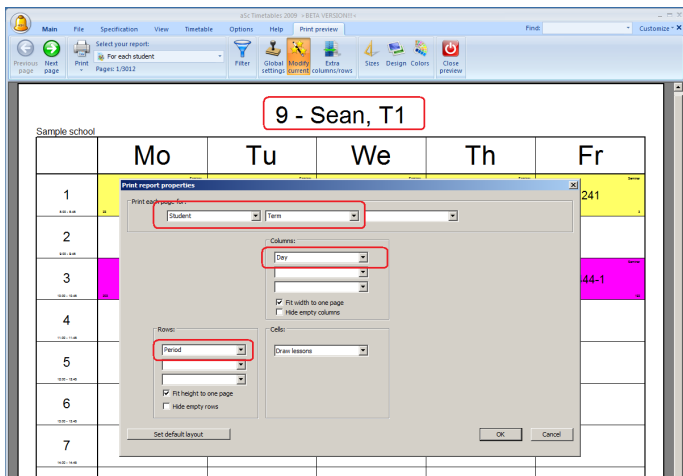 aSc Timetables 2009 - BETA VERSION!! -
Main File Specification View Timetable Options Help Print preview Find: Customize
Previous page Next page Print Select your report: For each student Pages: 1/3012 Filter Global settings Modify current Extra columns/rows Sizes Design Colors Close preview
9 - Sean, T1
Sample school
Mo Tu We Th Fr
Print report properties
1 241
Print each page for:
Student Term
2
Columns:
Day
3 44-1
Fit width to one page
Hide empty columns
4
Rows: Cells:
Period Draw lessons
5
Fit height to one page
6
Hide empty rows
Set default layout OK Cancel
7